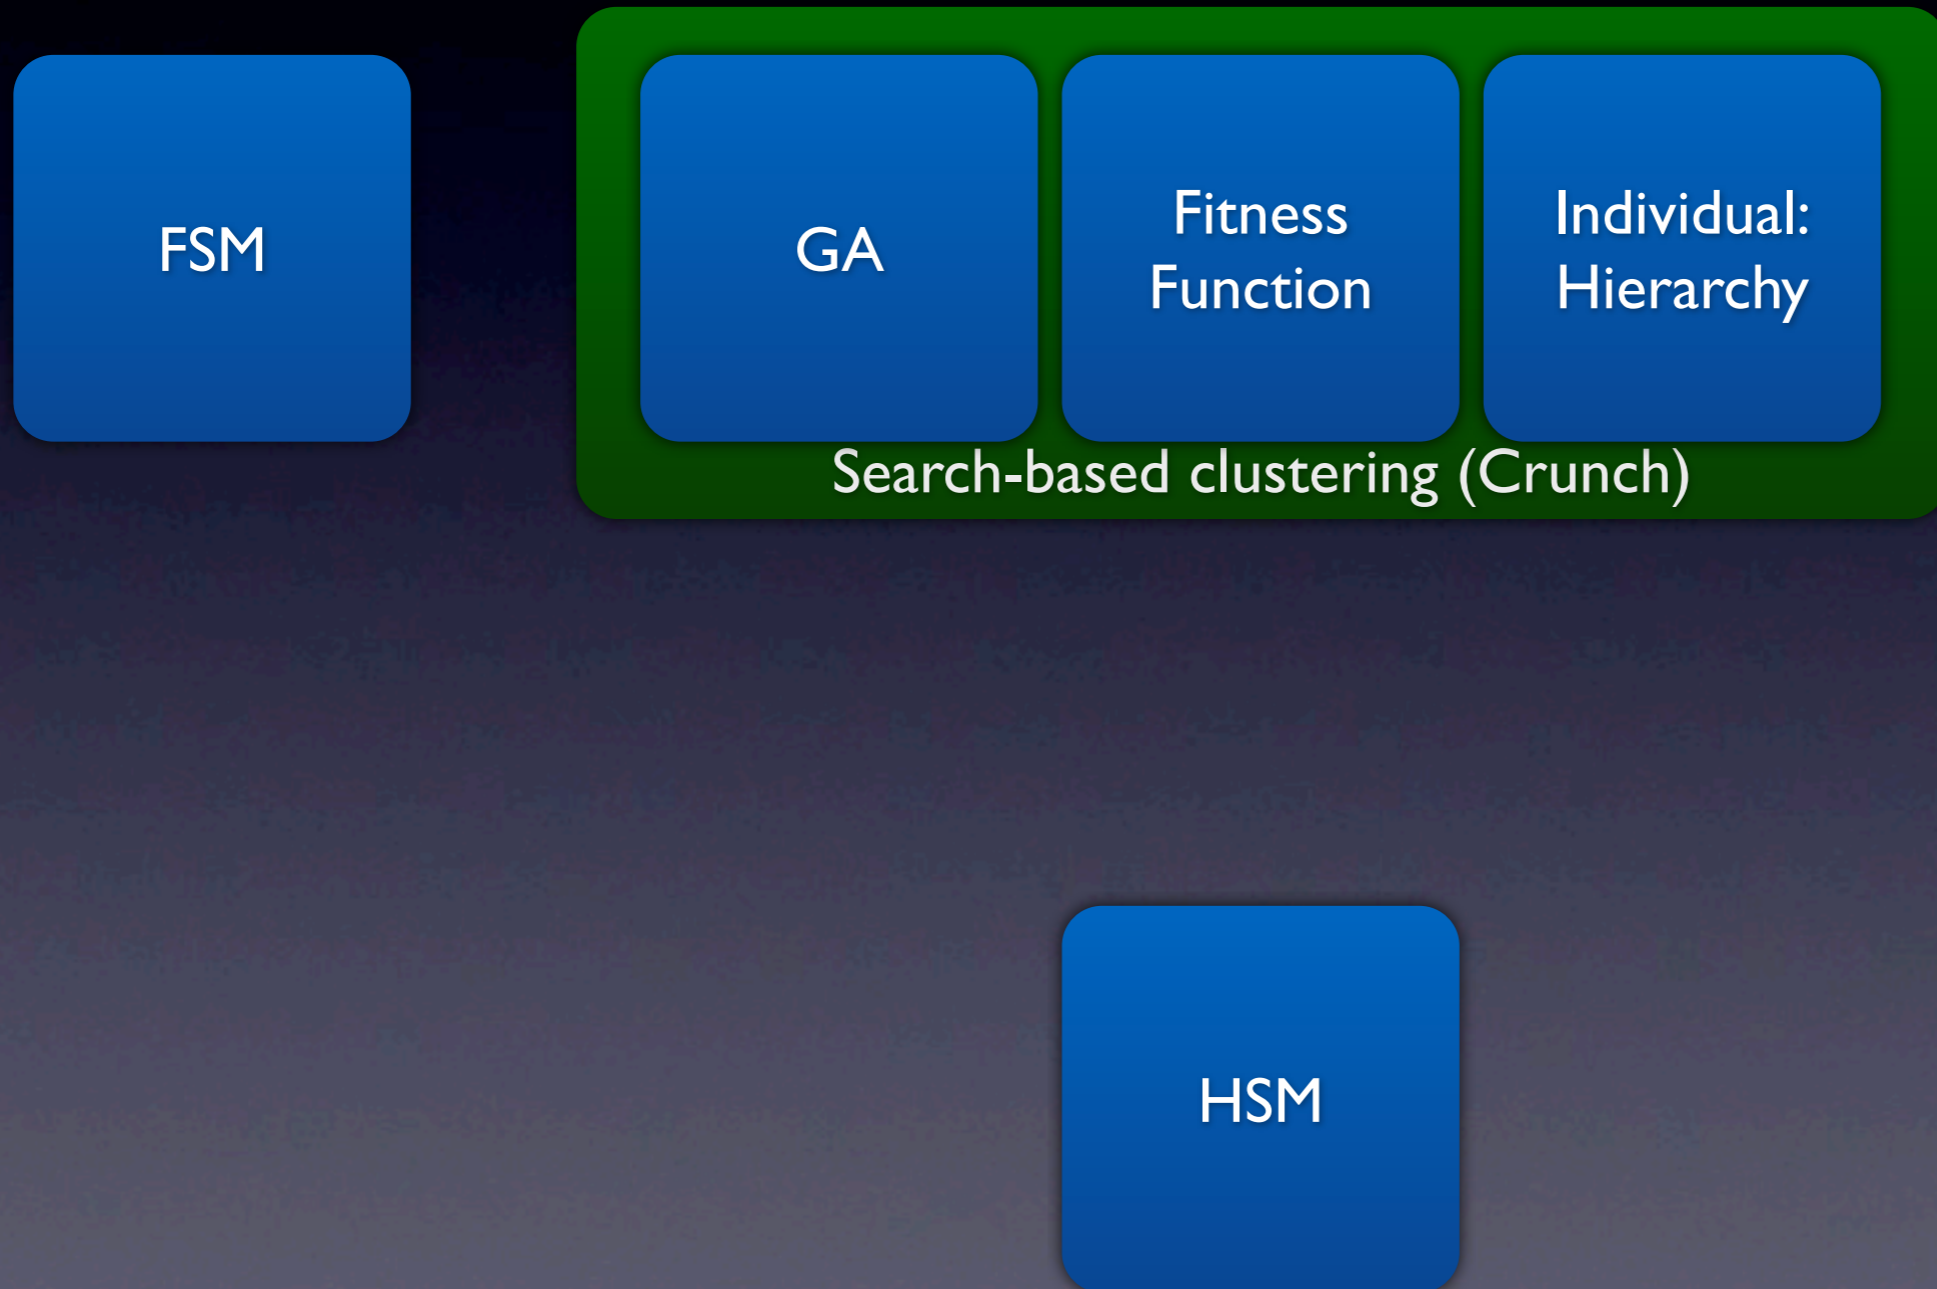 FSM
GA
Fitness
Function
Individual:
Hierarchy
Search-based clustering (Crunch)
HSM